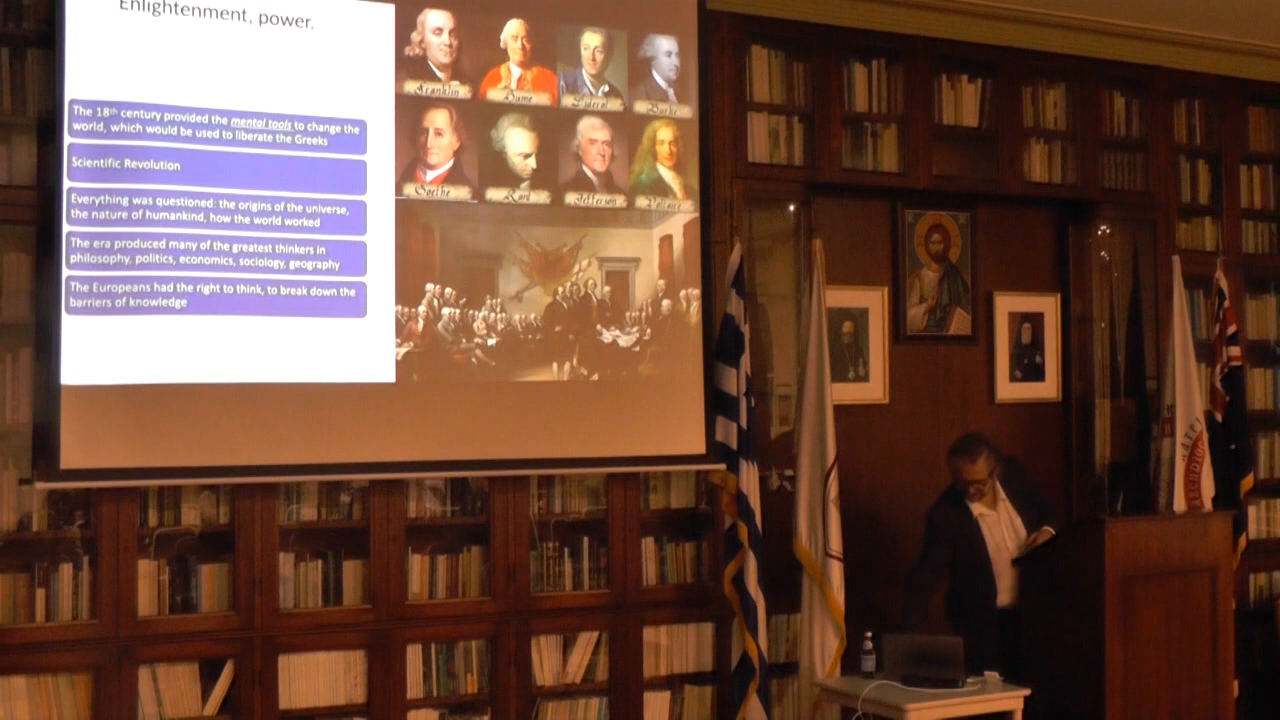 Enlightenment, power.
The 18th century provided the mental tools to change the
world, which would be used to liberate the Greeks
Scientific Revolution
Everything was questioned: the origins of the universe,
the nature of humankind, how the world worked
The era produced many of the greatest thinkers in
philosophy, politics, economics, sociology, geography
The Europeans had the right to think, to break down the
barriers of knowledge
Franklin
Hume
Diderot
Burke
Goethe
Kant
Jefferson
Voltaire